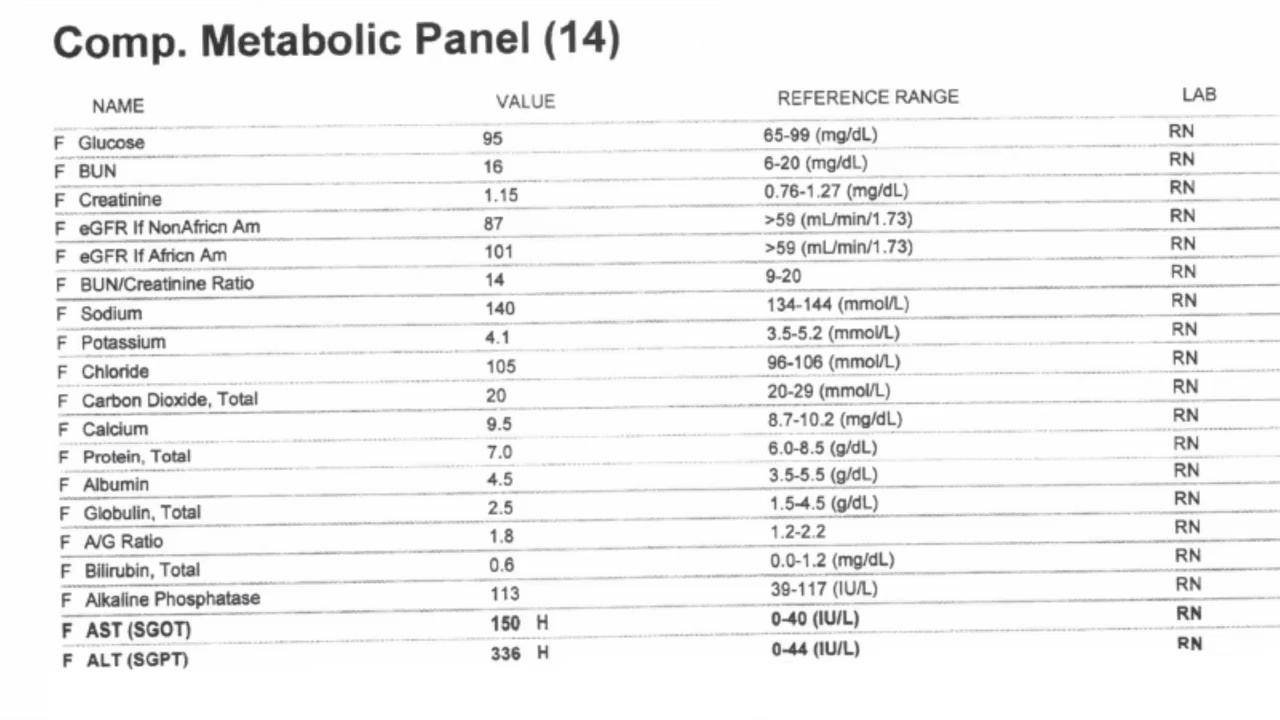 Comp. Metabolic Panel (14)
NAME VALUE REFERENCE RANGE LAB
F Glucose 95 65-99 (mg/dL) RN
F BUN 16 6-20 (mg/dL) RN
F Creatinine 1.15 0.76-1.27 (mg/dL) RN
F eGFR If NonAfricn Am 87 >59 (mL/min/1.73) RN
F eGFR If Africn Am 101 >59 (mL/min/1.73) RN
F BUN/Creatinine Ratio 14 9-20 RN
F Sodium 140 134-144 (mmol/L) RN
F Potassium 4.1 3.5-5.2 (mmol/L) RN
F Chloride 105 96-106 (mmol/L) RN
F Carbon Dioxide, Total 20 20-29 (mmol/L) RN
F Calcium 9.5 8.7-10.2 (mg/dL) RN
F Protein, Total 7.0 6.0-8.5 (g/dL) RN
F Albumin 4.5 3.5-5.5 (g/dL) RN
F Globulin, Total 2.5 1.5-4.5 (g/dL) RN
F A/G Ratio 1.8 1.2-2.2 RN
F Bilirubin, Total 0.6 0.0-1.2 (mg/dL) RN
F Alkaline Phosphatase 113 39-117 (IU/L) RN
F AST (SGOT) 150 H 0-40 (IU/L) RN
F ALT (SGPT) 336 H 0-44 (IU/L) RN